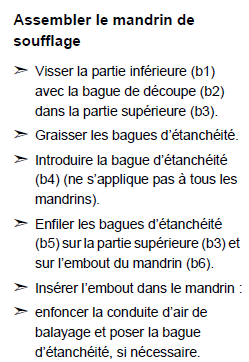 Assembler le mandrin de
soufflage
➣ Visser la partie inférieure (b1)
avec la bague de découpe (b2)
dans la partie supérieure (b3).
➣ Graisser les bagues d'étanchéité.
➣ Introduire la bague d'étanchéité
(b4) (ne s'applique pas à tous les
mandrins).
➣ Enfiler les bagues d'étanchéité
(b5) sur la partie supérieure (b3) et
sur l'embout du mandrin (b6).
➣ Insérer l'embout dans le mandrin :
➣ enfoncer la conduite d'air de
balayage et poser la bague
d'étanchéité, si nécessaire.